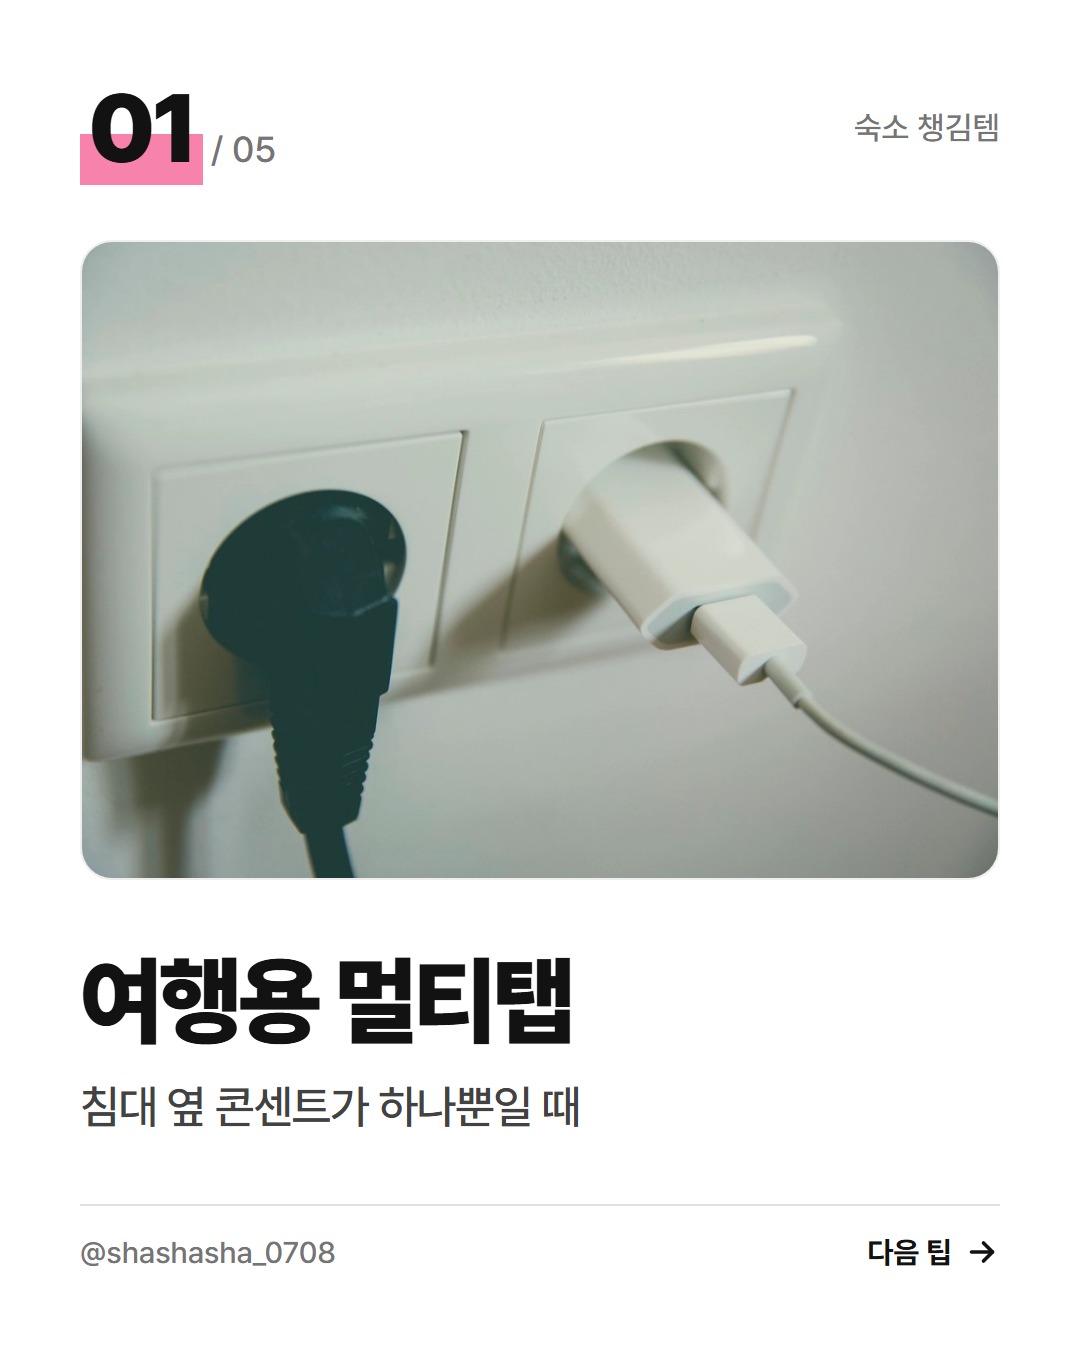 01 / 05
숙소 챙김템
여행용 멀티탭
침대 옆 콘센트가 하나뿐일 때
@shashasha_0708
다음 팁 →